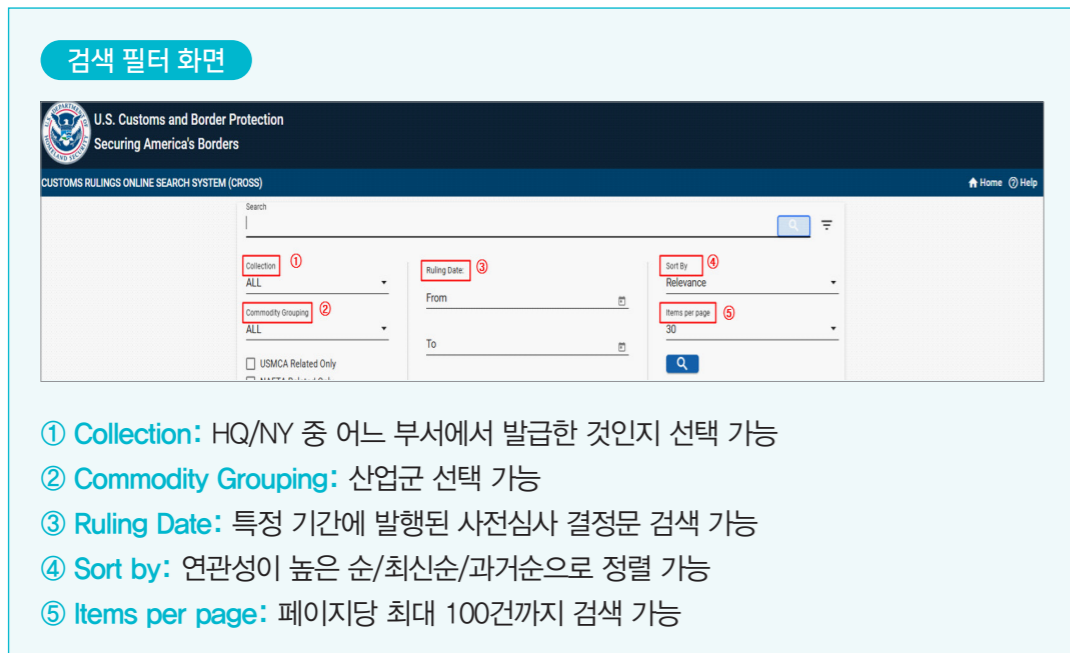 검색 필터 화면
U.S. Customs and Border Protection
Securing America's Borders
CUSTOMS RULINGS ONLINE SEARCH SYSTEM (CROSS)
Home ? Help
Search
Collection ①
ALL
Commodity Grouping ②
ALL
USMCA Related Only
NAFTA Related Only
Ruling Date: ③
From
To
Sort By ④
Relevance
Items per page ⑤
30
① Collection: HQ/NY 중 어느 부서에서 발급한 것인지 선택 가능
② Commodity Grouping: 산업군 선택 가능
③ Ruling Date: 특정 기간에 발행된 사전심사 결정문 검색 가능
④ Sort by: 연관성이 높은 순/최신순/과거순으로 정렬 가능
⑤ Items per page: 페이지당 최대 100건까지 검색 가능